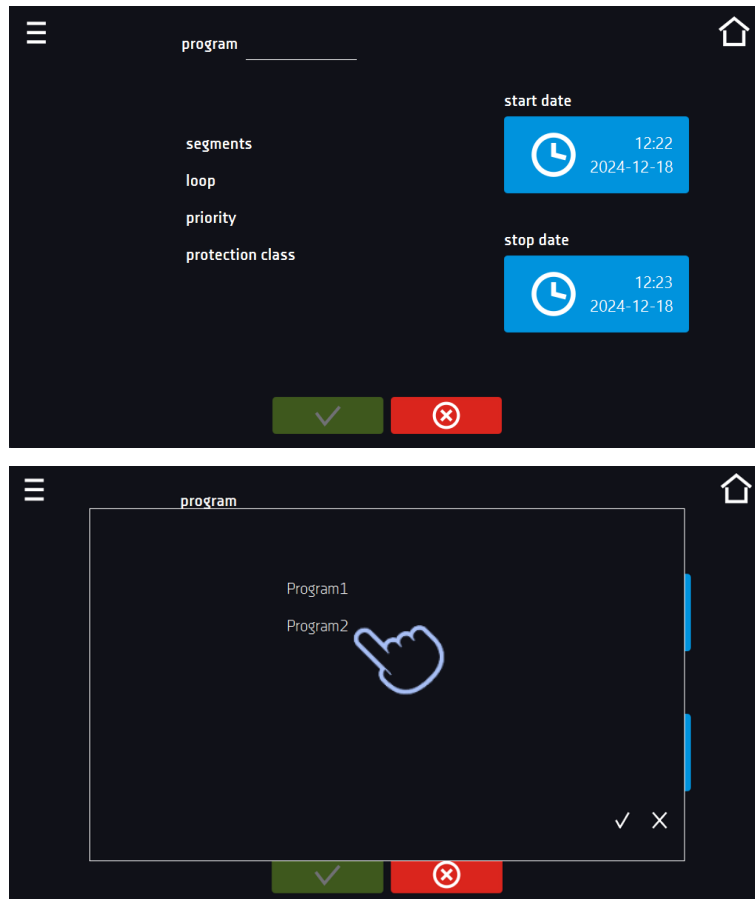 program
start date
12:22
2024-12-18
segments
loop
priority
protection class
stop date
12:23
2024-12-18
program
Program1
Program2